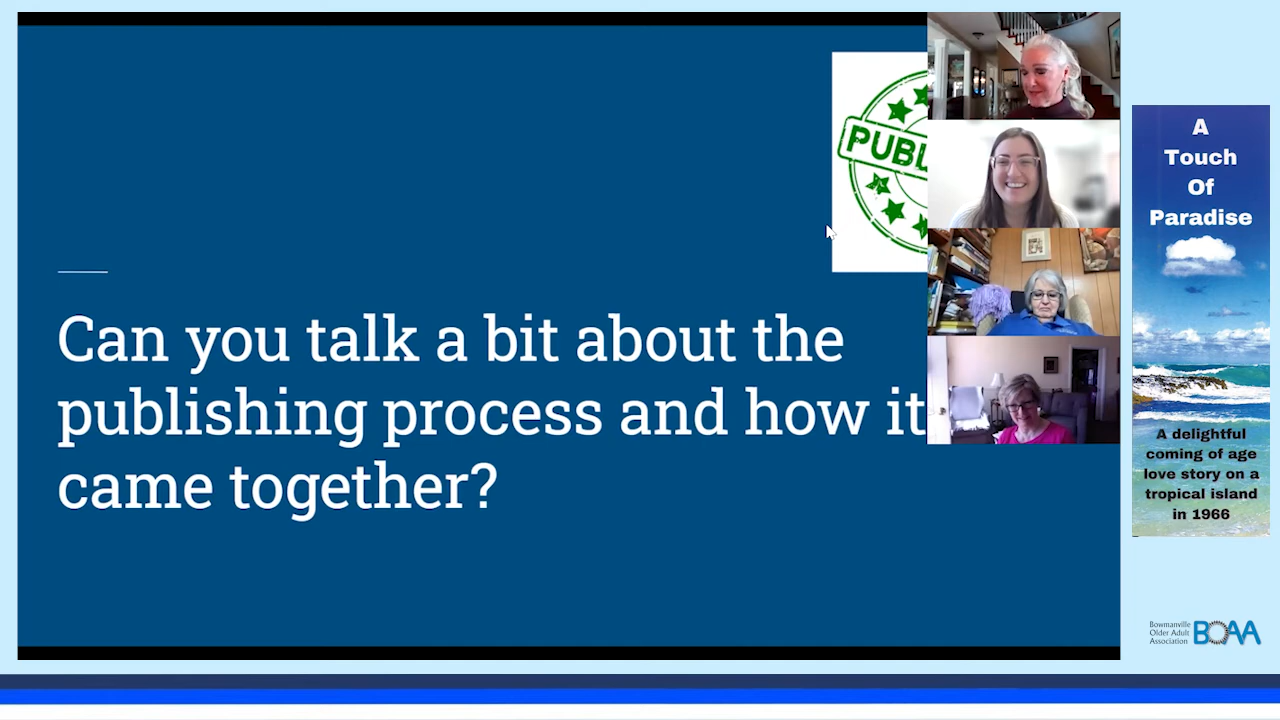 PUBL
Can you talk a bit about the
publishing process and how it
came together?
A
Touch
Of
Paradise
A delightful
coming of age
love story on a
tropical island
in 1966
Bowmanville
Older Adult
Association
BOAA